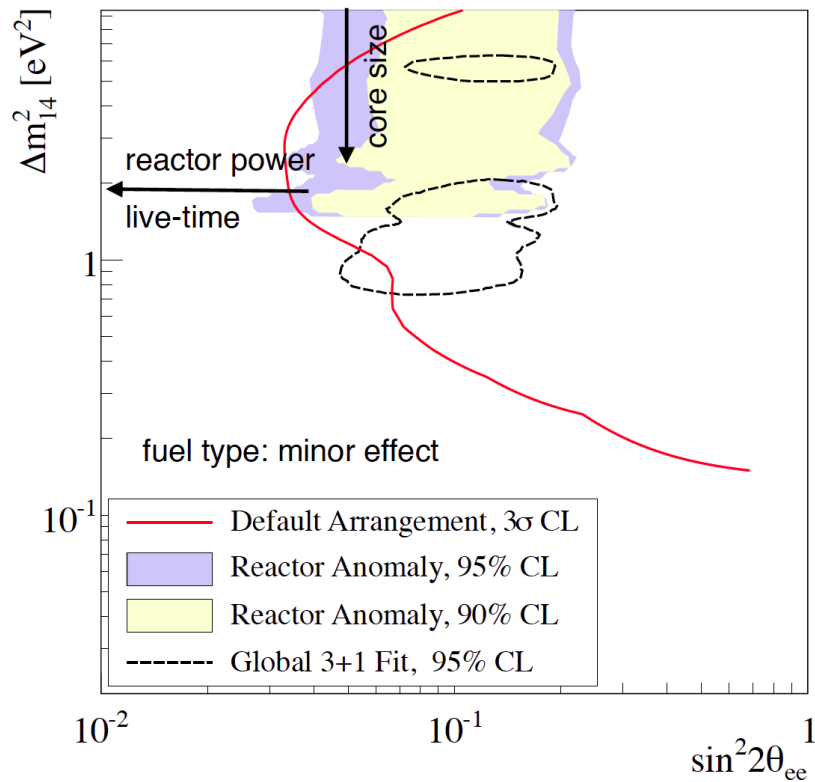 Δm²₁₄ [eV²]
core size
reactor power
live-time
1
fuel type: minor effect
10⁻¹
Default Arrangement, 3σ CL
Reactor Anomaly, 95% CL
Reactor Anomaly, 90% CL
Global 3+1 Fit, 95% CL
10⁻² 10⁻¹ 1
sin²2θee